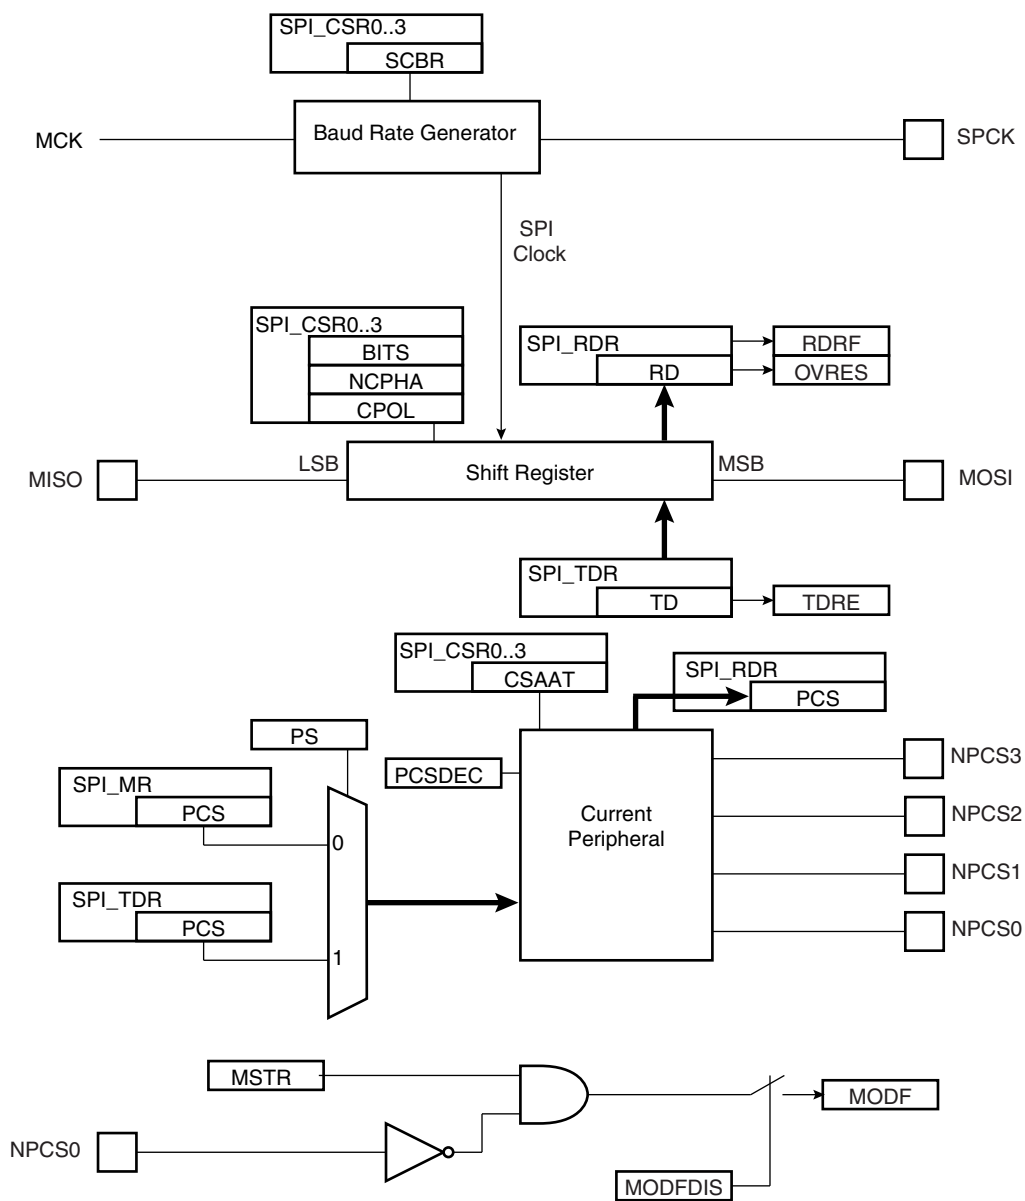 SPI_CSR0..3
SCBR
MCK
Baud Rate Generator
SPCK
SPI
Clock
SPI_CSR0..3
BITS
NCPHA
CPOL
SPI_RDR
RD
RDRF
OVRES
MISO
LSB
Shift Register
MSB
MOSI
SPI_TDR
TD
TDRE
SPI_CSR0..3
CSAAT
SPI_RDR
PCS
PS
PCSDEC
SPI_MR
PCS
0
SPI_TDR
PCS
1
Current
Peripheral
NPCS3
NPCS2
NPCS1
NPCS0
MSTR
MODF
NPCS0
MODFDIS